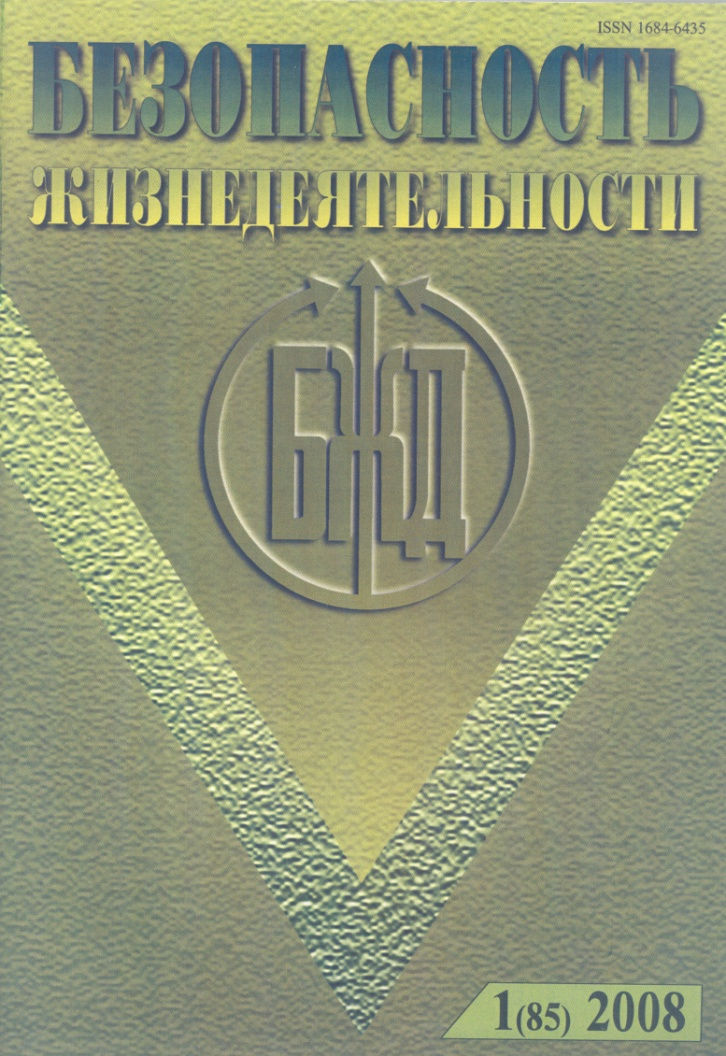 ISSN 1684-6435
БЕЗОПАСНОСТЬ
ЖИЗНЕДЕЯТЕЛЬНОСТИ
БЖД
1(85) 2008